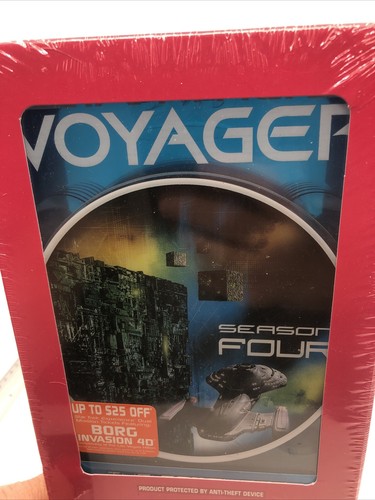 VOYAGER
SEASON
FOUR
UP TO $25 OFF
BORG
INVASION 4D
PRODUCT PROTECTED BY ANTI-THEFT DEVICE